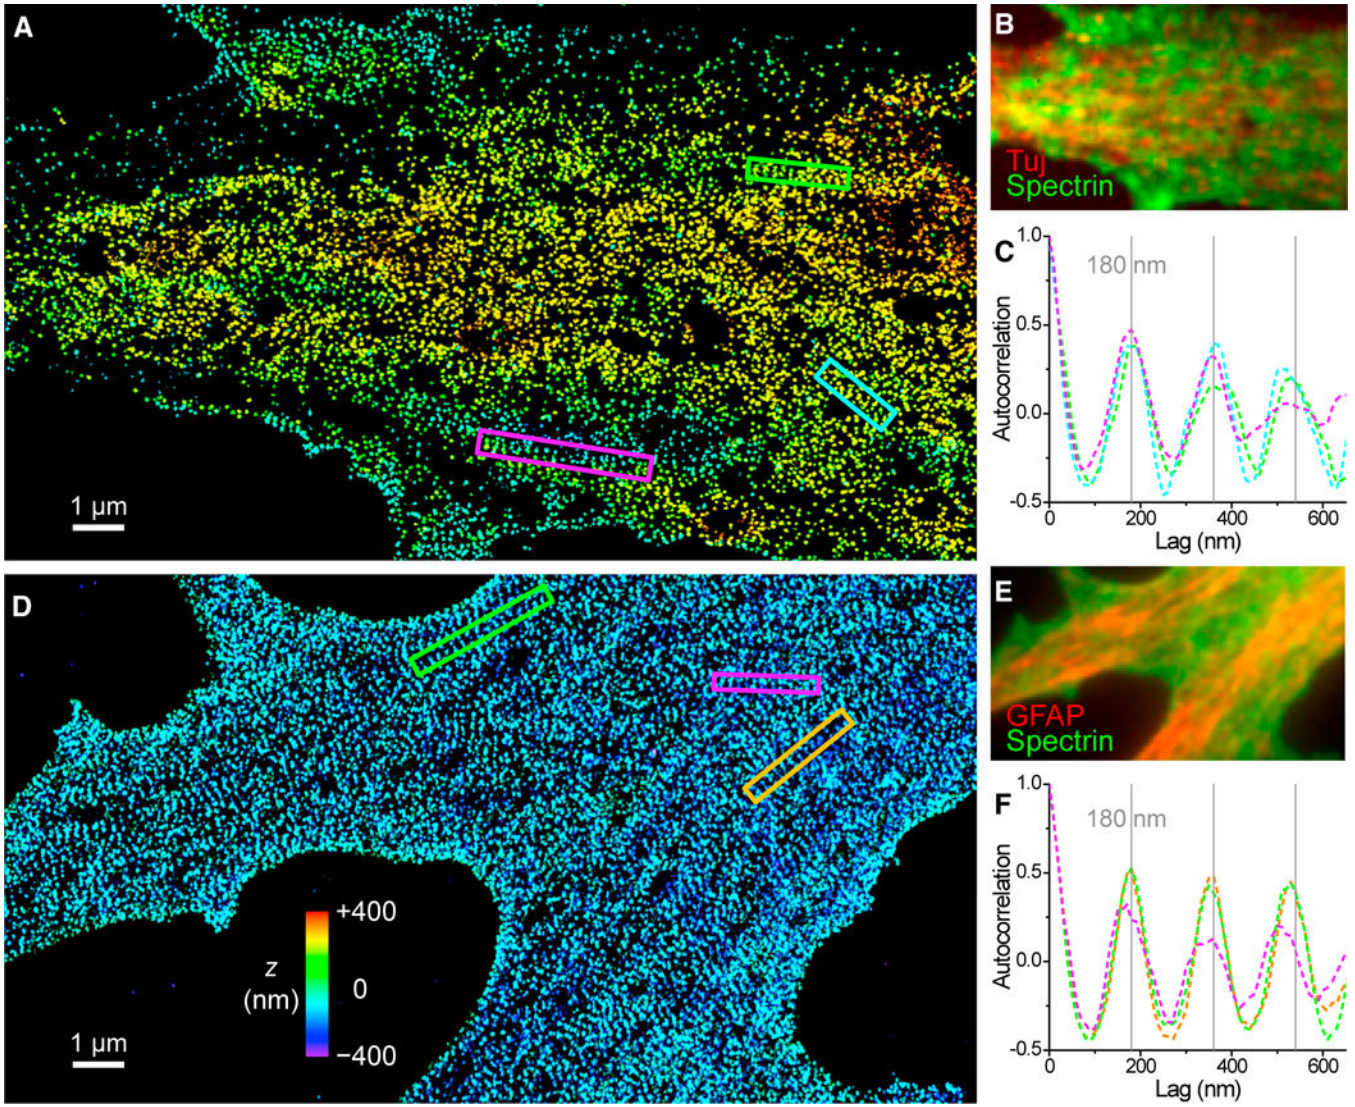 A
1 μm
B
Tuj
Spectrin
C
1.0
180 nm
0.5
0.0
-0.5
Autocorrelation
0
200
400
600
Lag (nm)
D
+400
z
(nm)
0
−400
1 μm
E
GFAP
Spectrin
F
1.0
180 nm
0.5
0.0
-0.5
Autocorrelation
0
200
400
600
Lag (nm)